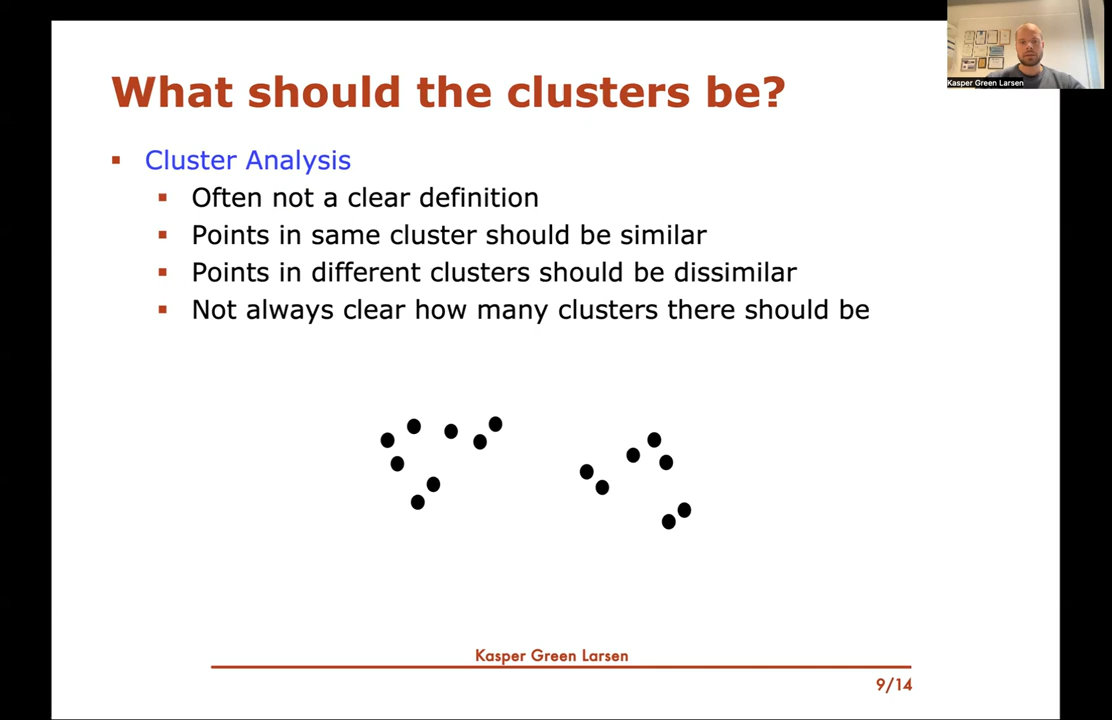 What should the clusters be?
Cluster Analysis
Often not a clear definition
Points in same cluster should be similar
Points in different clusters should be dissimilar
Not always clear how many clusters there should be
Kasper Green Larsen
9/14
Kasper Green Larsen